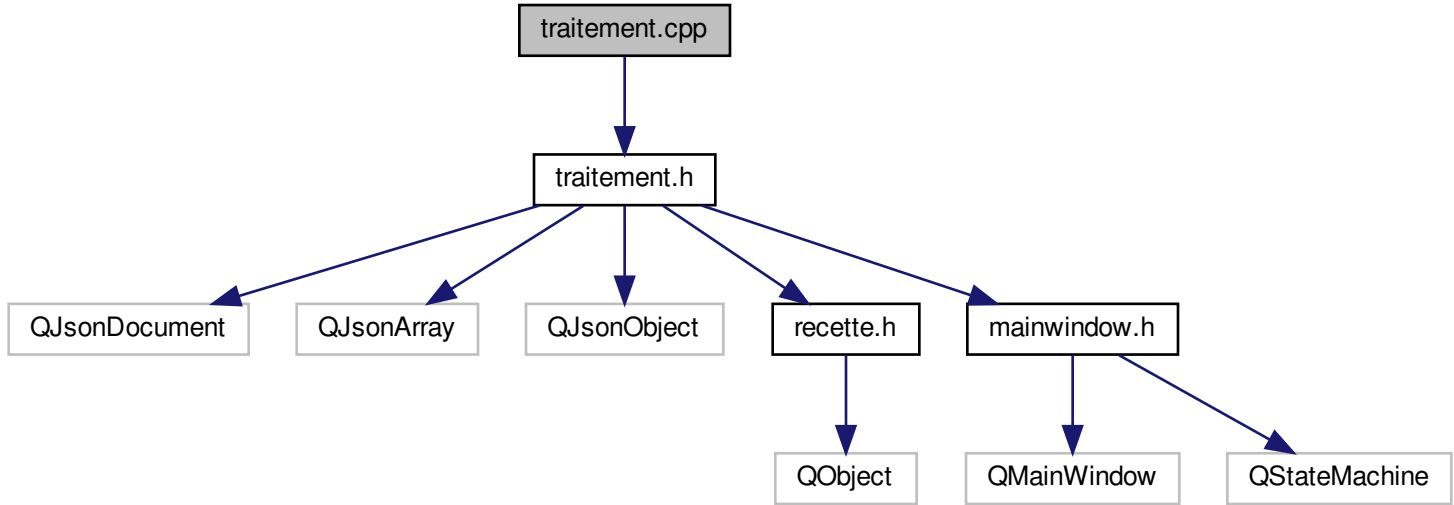 traitement.cpp
traitement.h
QJsonDocument
QJsonArray
QJsonObject
recette.h
mainwindow.h
QObject
QMainWindow
QStateMachine